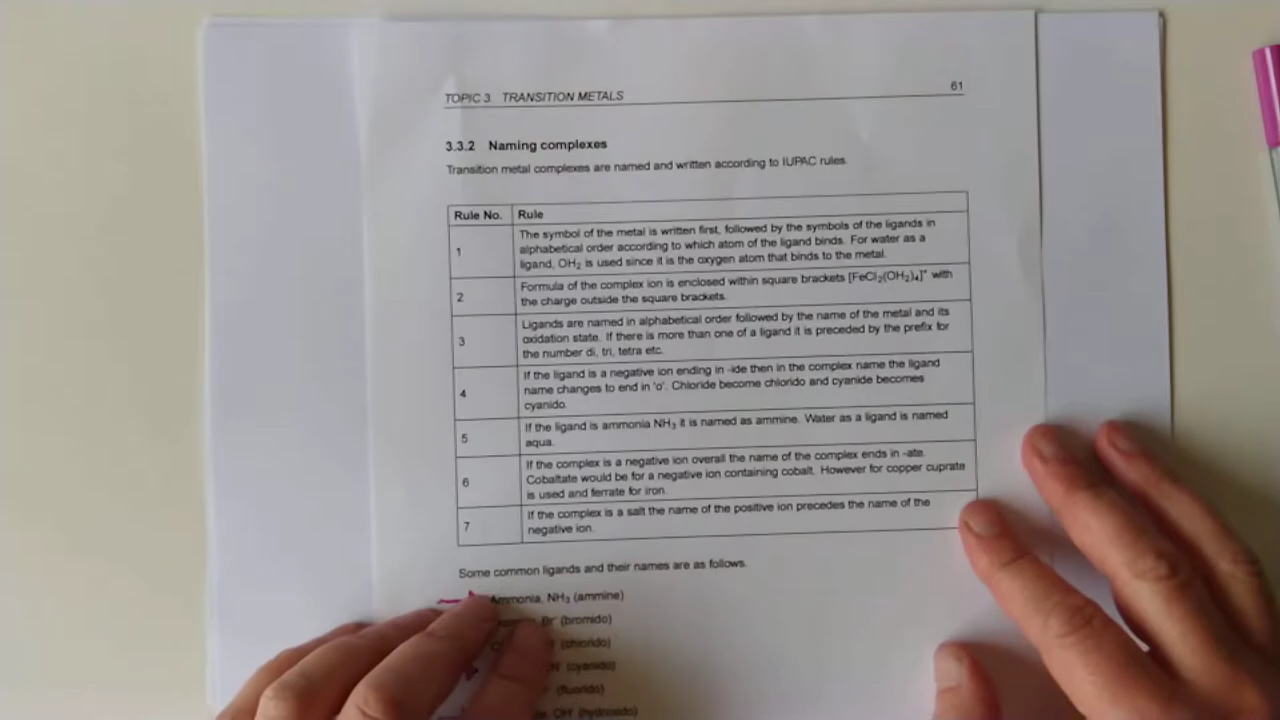 TOPIC 3. TRANSITION METALS 61
3.3.2 Naming complexes
Transition metal complexes are named and written according to IUPAC rules.
Rule No. Rule
1 The symbol of the metal is written first, followed by the symbols of the ligands in
alphabetical order according to which atom of the ligand binds. For water as a
ligand, OH₂ is used since it is the oxygen atom that binds to the metal.
2 Formula of the complex ion is enclosed within square brackets [FeCl₂(OH₂)₄]⁺ with
the charge outside the square brackets.
3 Ligands are named in alphabetical order followed by the name of the metal and its
oxidation state. If there is more than one of a ligand it is preceded by the prefix for
the number di, tri, tetra etc.
4 If the ligand is a negative ion ending in -ide then in the complex name the ligand
name changes to end in 'o'. Chloride become chlorido and cyanide becomes
cyanido.
5 If the ligand is ammonia NH₃ it is named as ammine. Water as a ligand is named
aqua.
6 If the complex is a negative ion overall the name of the complex ends in -ate.
Cobaltate would be for a negative ion containing cobalt. However for copper cuprate
is used and ferrate for iron.
7 If the complex is a salt the name of the positive ion precedes the name of the
negative ion.
Some common ligands and their names are as follows.
Ammonia, NH₃ (ammine)
Br⁻ (bromido)
(chlorido)
(cyanido)
(fluorido)
OH⁻ (hydroxido)